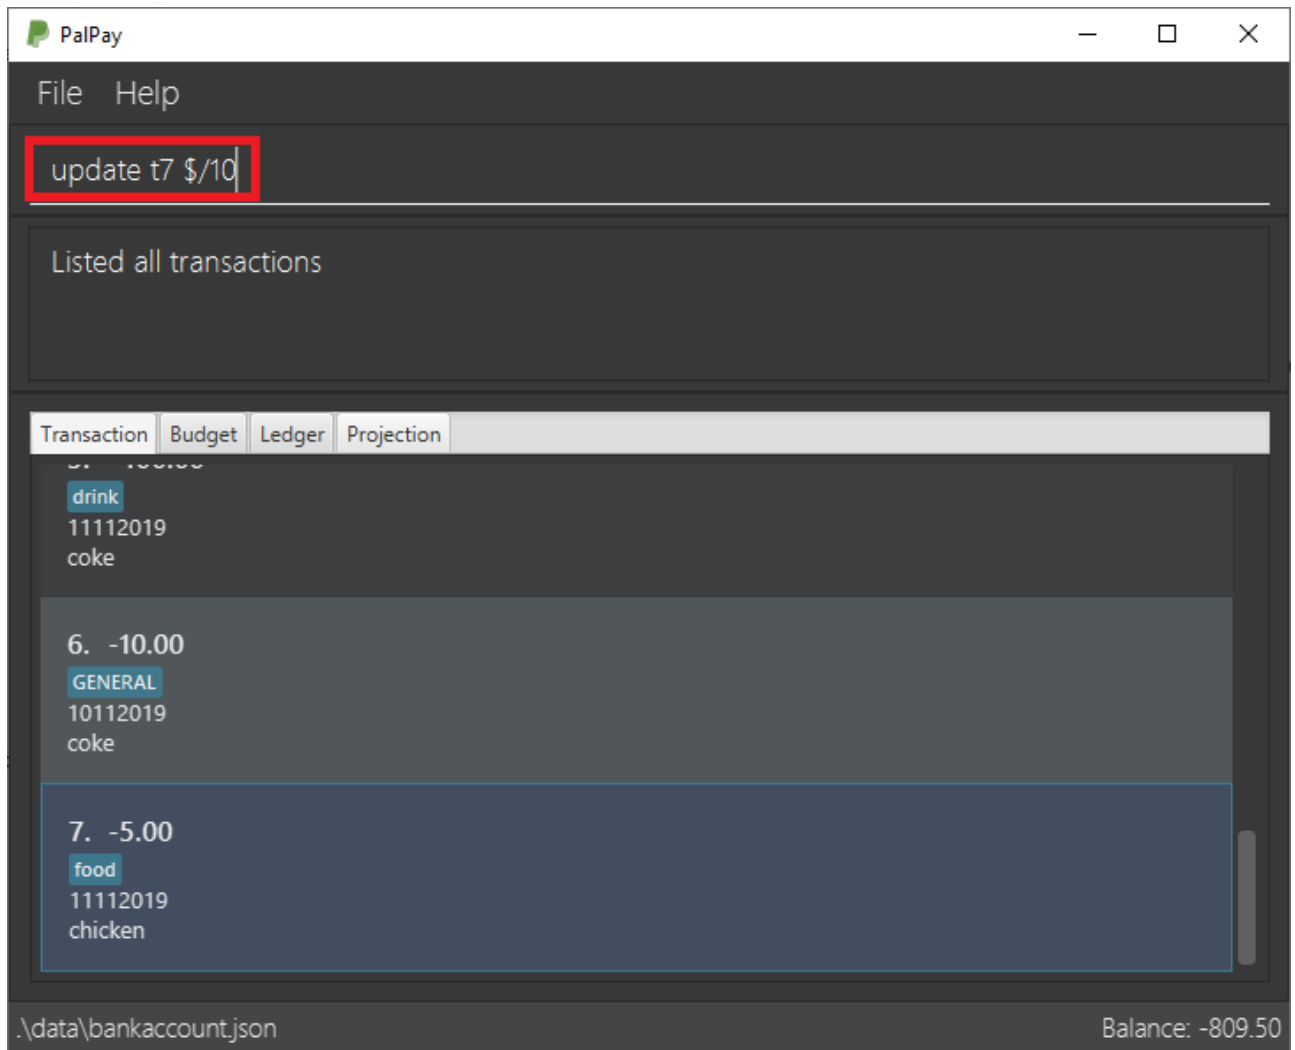 PalPay
File Help
update t7 $/10
Listed all transactions
Transaction Budget Ledger Projection
drink
11112019
coke
6. -10.00
GENERAL
10112019
coke
7. -5.00
food
11112019
chicken
.\data\bankaccount.json Balance: -809.50